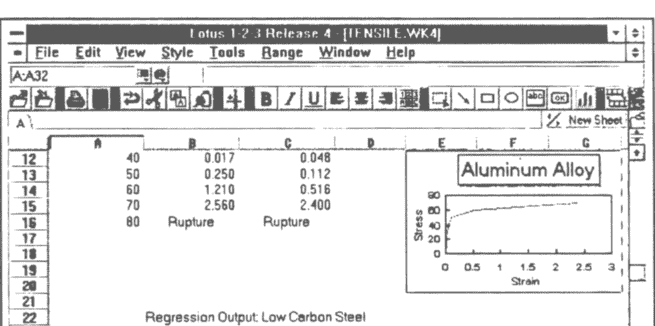 Lotus 1-2-3 Release 4 - [TENSILE.WK4]
File Edit View Style Tools Range Window Help
A:A32
B I U abc OK
A New Sheet
A B C D E F G
12 40 0.017 0.048
13 50 0.250 0.112
14 60 1.210 0.516
15 70 2.560 2.400
16 80 Rupture Rupture
17
18
19
20
21
22 Regression Output: Low Carbon Steel
Aluminum Alloy
Stress
80
60
40
20
0
0 0.5 1 1.5 2 2.5 3
Strain